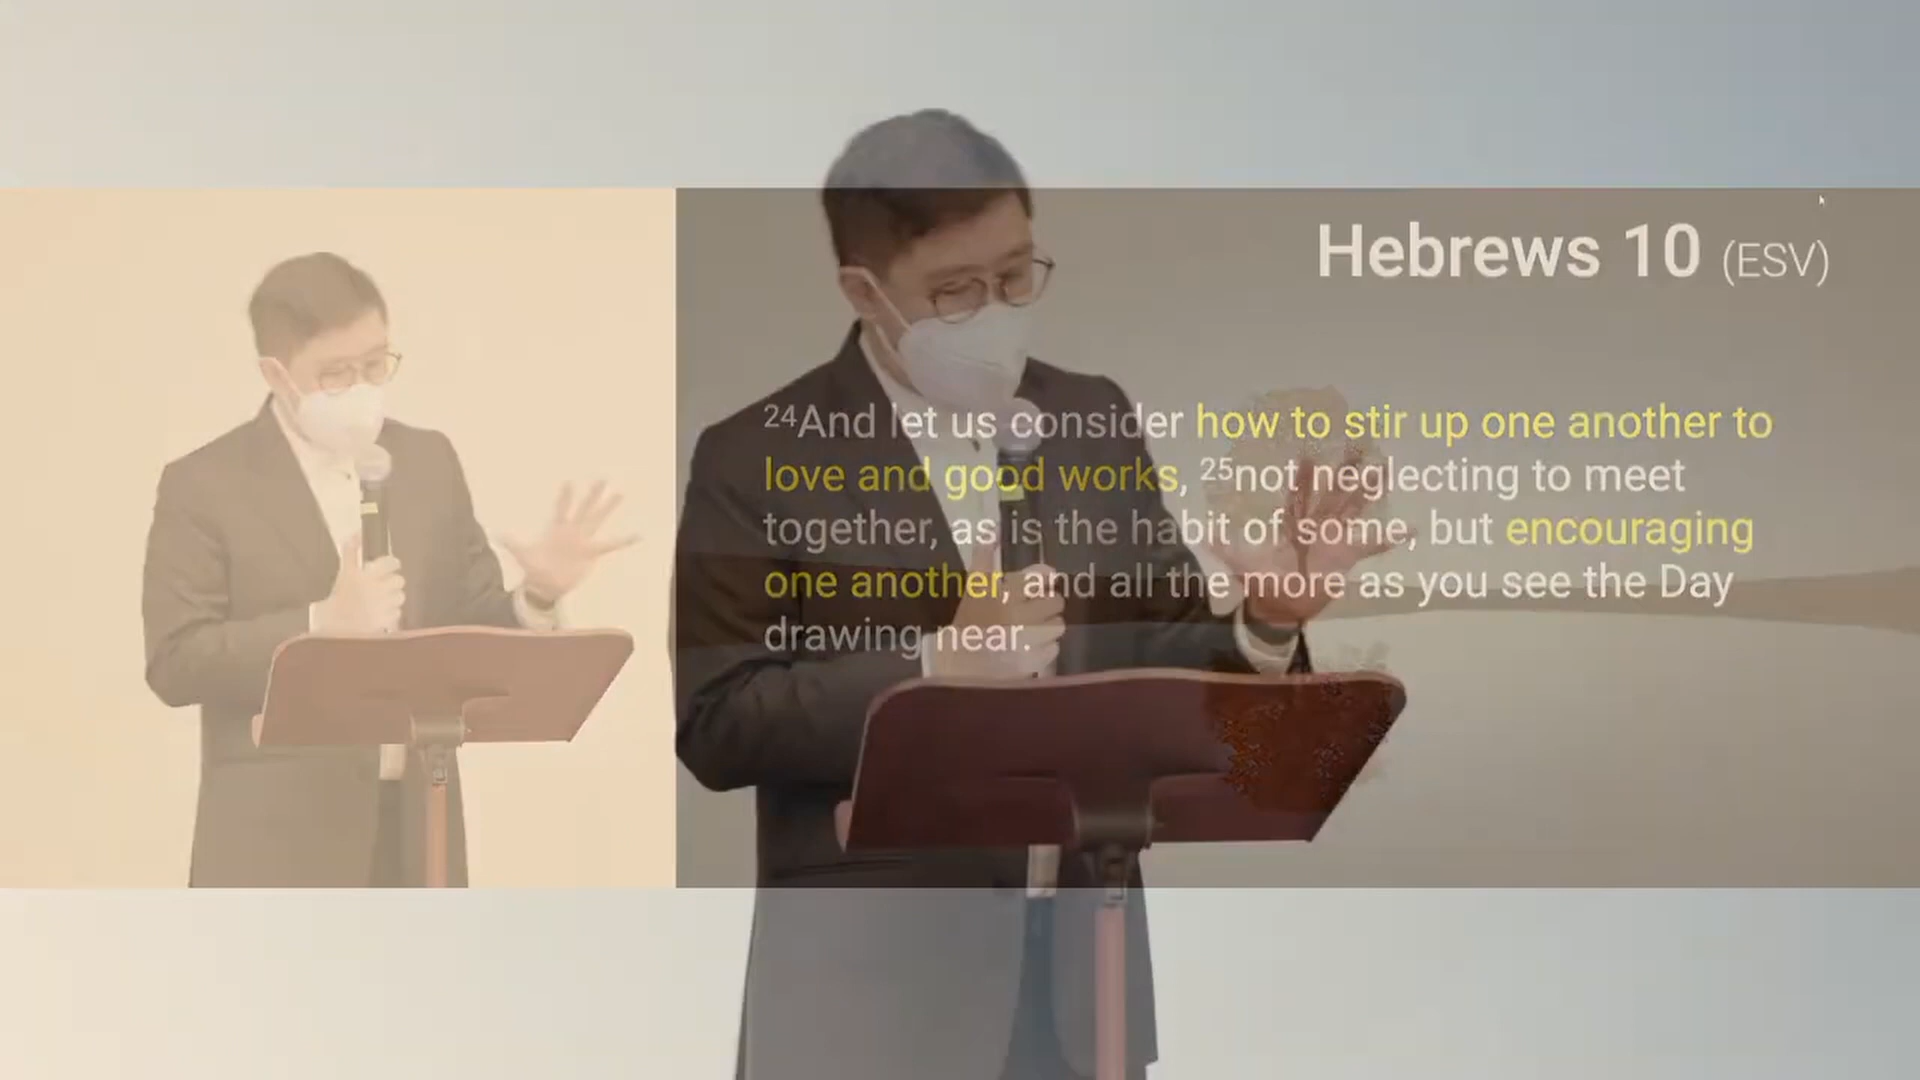 Hebrews 10 (ESV)
24And let us consider how to stir up one another to
love and good works, 25not neglecting to meet
together, as is the habit of some, but encouraging
one another, and all the more as you see the Day
drawing near.